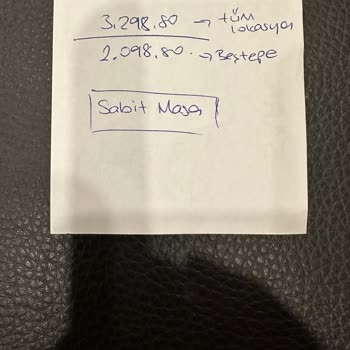 3.298.80 → tüm
lokasyon
2.098.80 → Beştepe
Sabit Masa